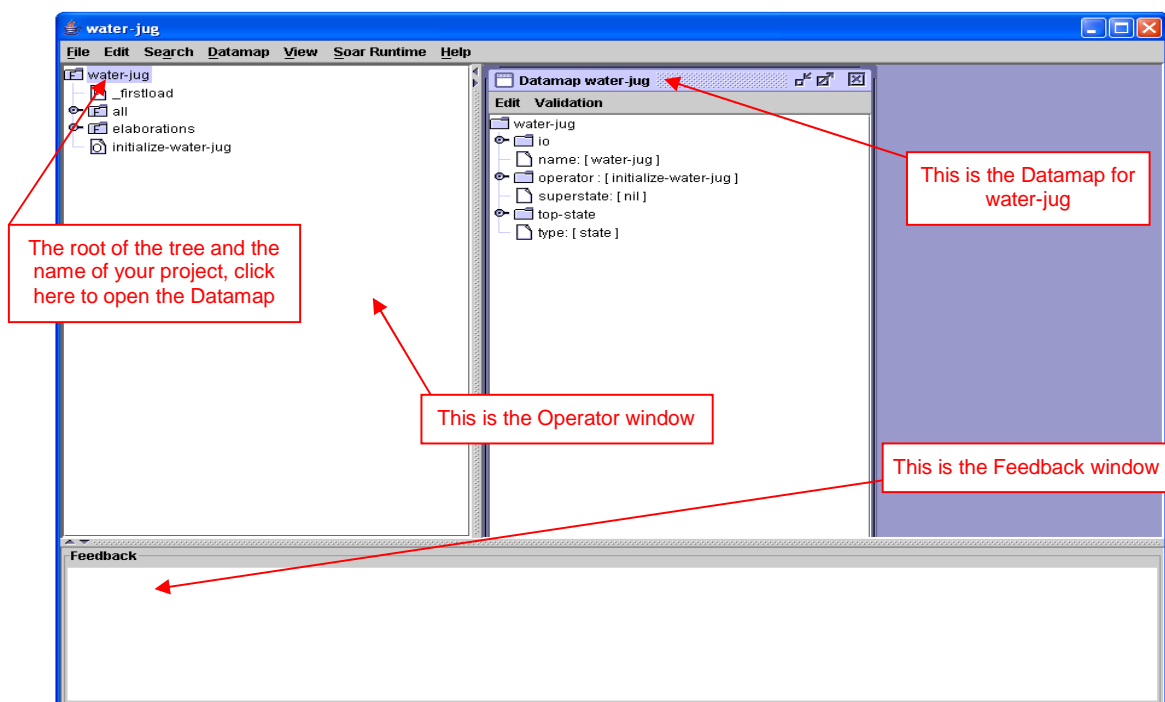 water-jug
File Edit Search Datamap View Soar Runtime Help
water-jug
_firstload
all
elaborations
initialize-water-jug
Datamap water-jug
Edit Validation
water-jug
io
name: [ water-jug ]
operator : [ initialize-water-jug ]
superstate: [ nil ]
top-state
type: [ state ]
This is the Datamap for
water-jug
The root of the tree and the
name of your project, click
here to open the Datamap
This is the Operator window
This is the Feedback window
Feedback